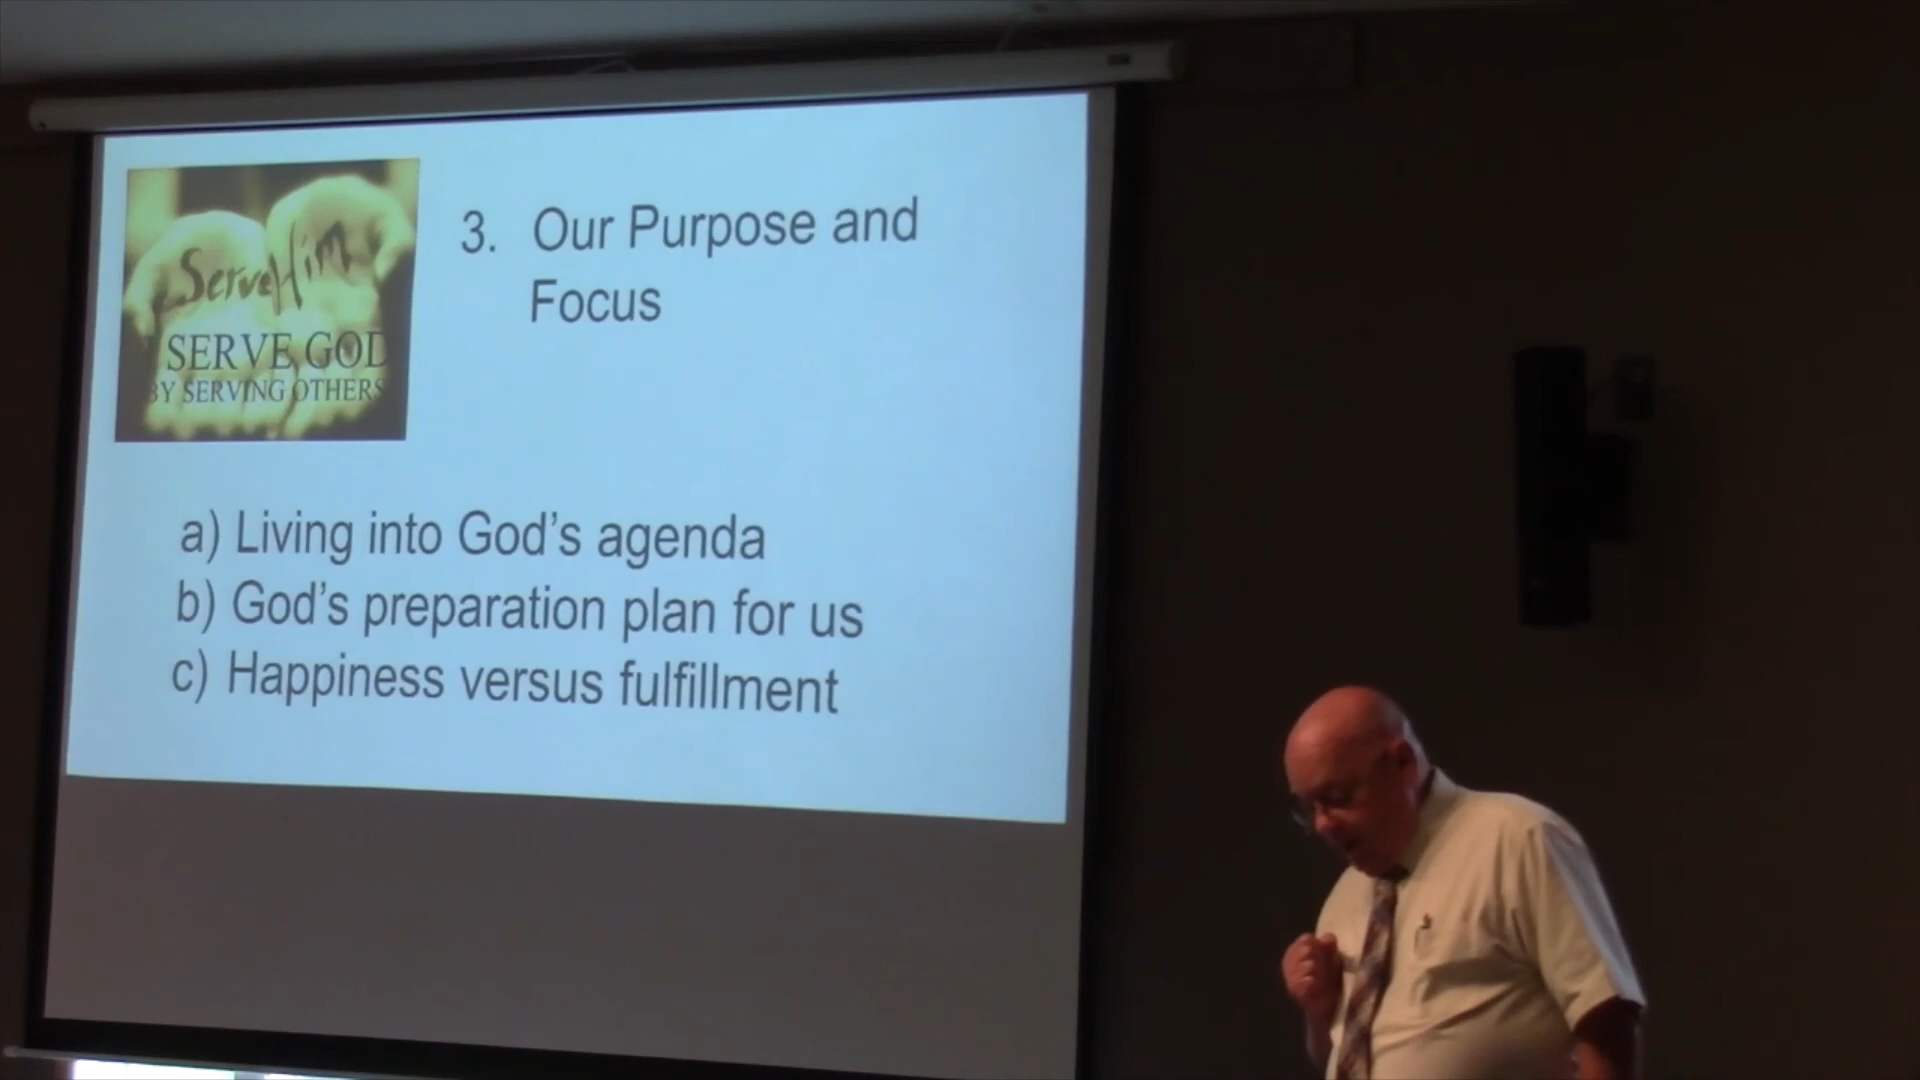 Serve Him
SERVE GOD
BY SERVING OTHERS
3. Our Purpose and
Focus
a) Living into God's agenda
b) God's preparation plan for us
c) Happiness versus fulfillment